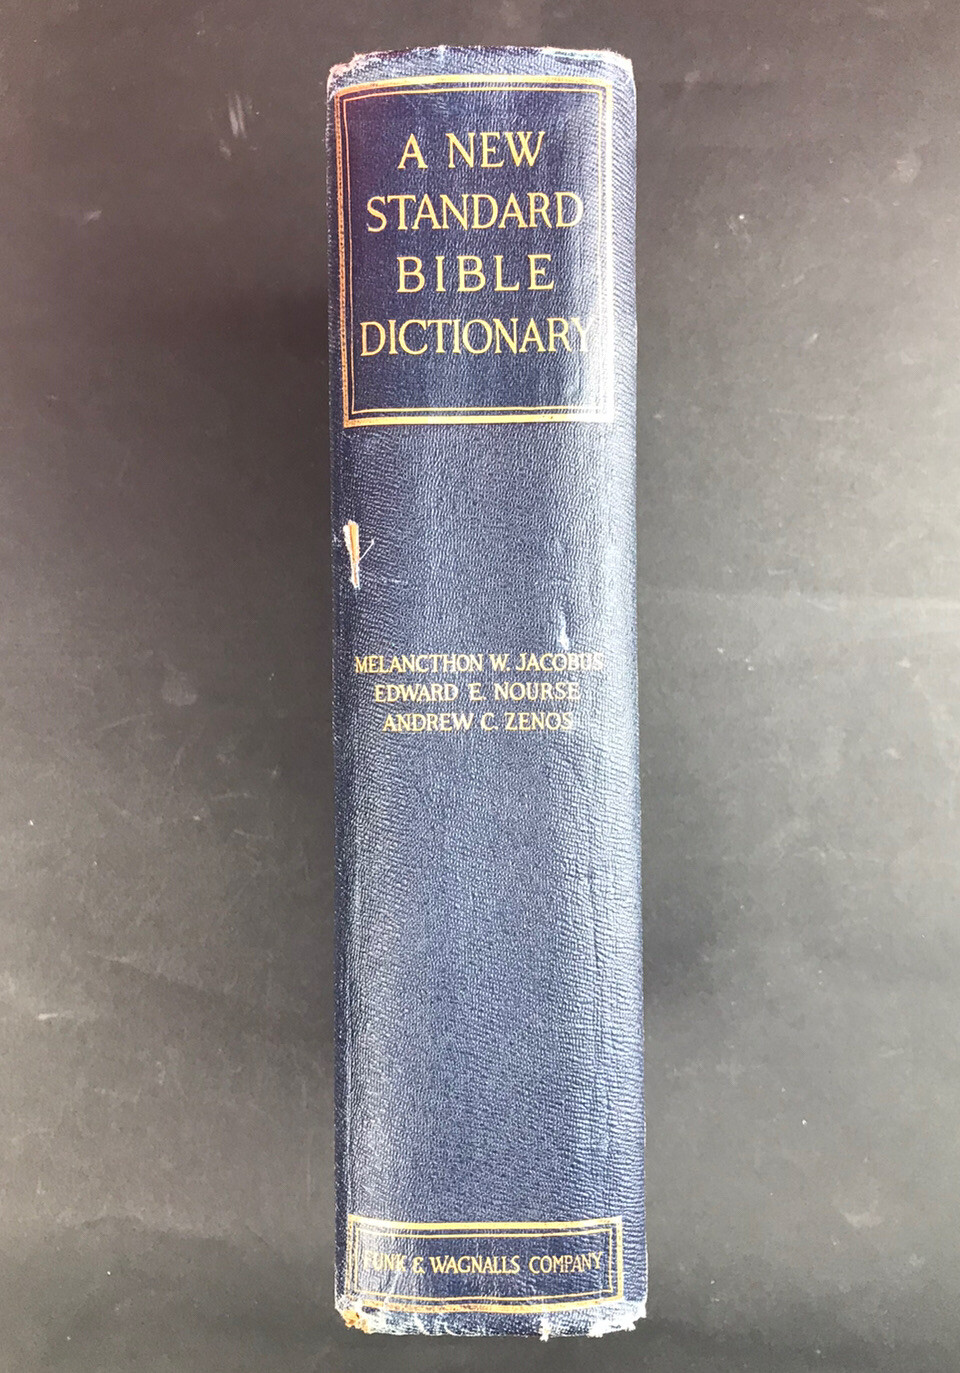 A NEW
STANDARD
BIBLE
DICTIONARY
MELANCTHON W. JACOBUS
EDWARD E. NOURSE
ANDREW C. ZENOS
FUNK & WAGNALLS COMPANY